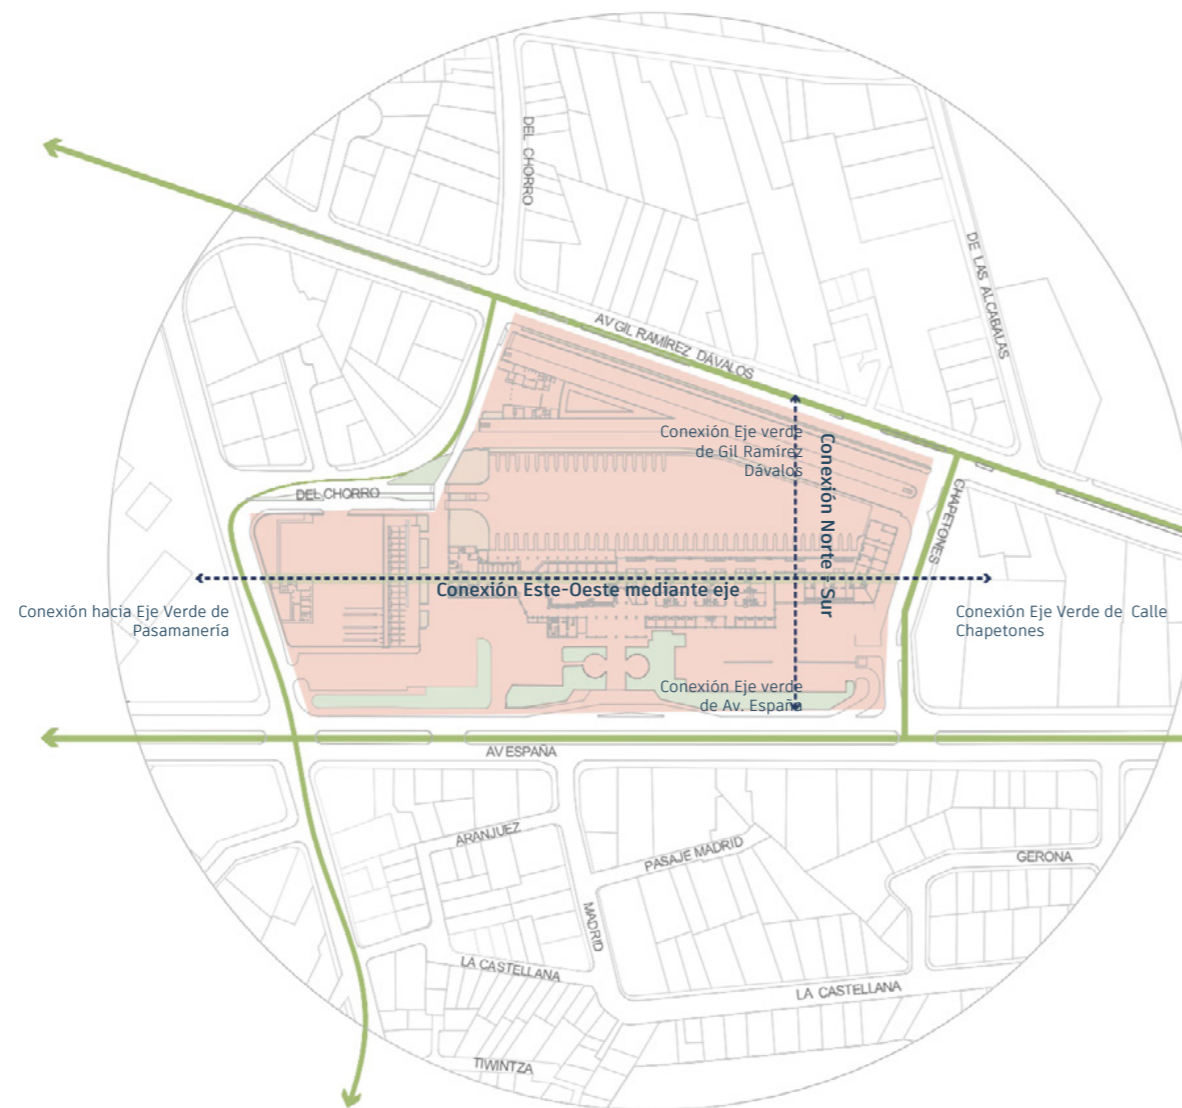 DEL CHORRO
DE LAS ALCABALAS
AV GIL RAMÍREZ DÁVALOS
Conexión Eje verde
de Gil Ramírez
Dávalos
Conexión Norte - Sur
CHAPETONES
DEL CHORRO
Conexión Este-Oeste mediante eje
Conexión hacia Eje Verde de
Pasamanería
Conexión Eje Verde de Calle
Chapetones
Conexión Eje verde
de Av. España
AV ESPAÑA
ARANJUEZ
PASAJE MADRID
GERONA
MADRID
LA CASTELLANA
LA CASTELLANA
TIWINTZA